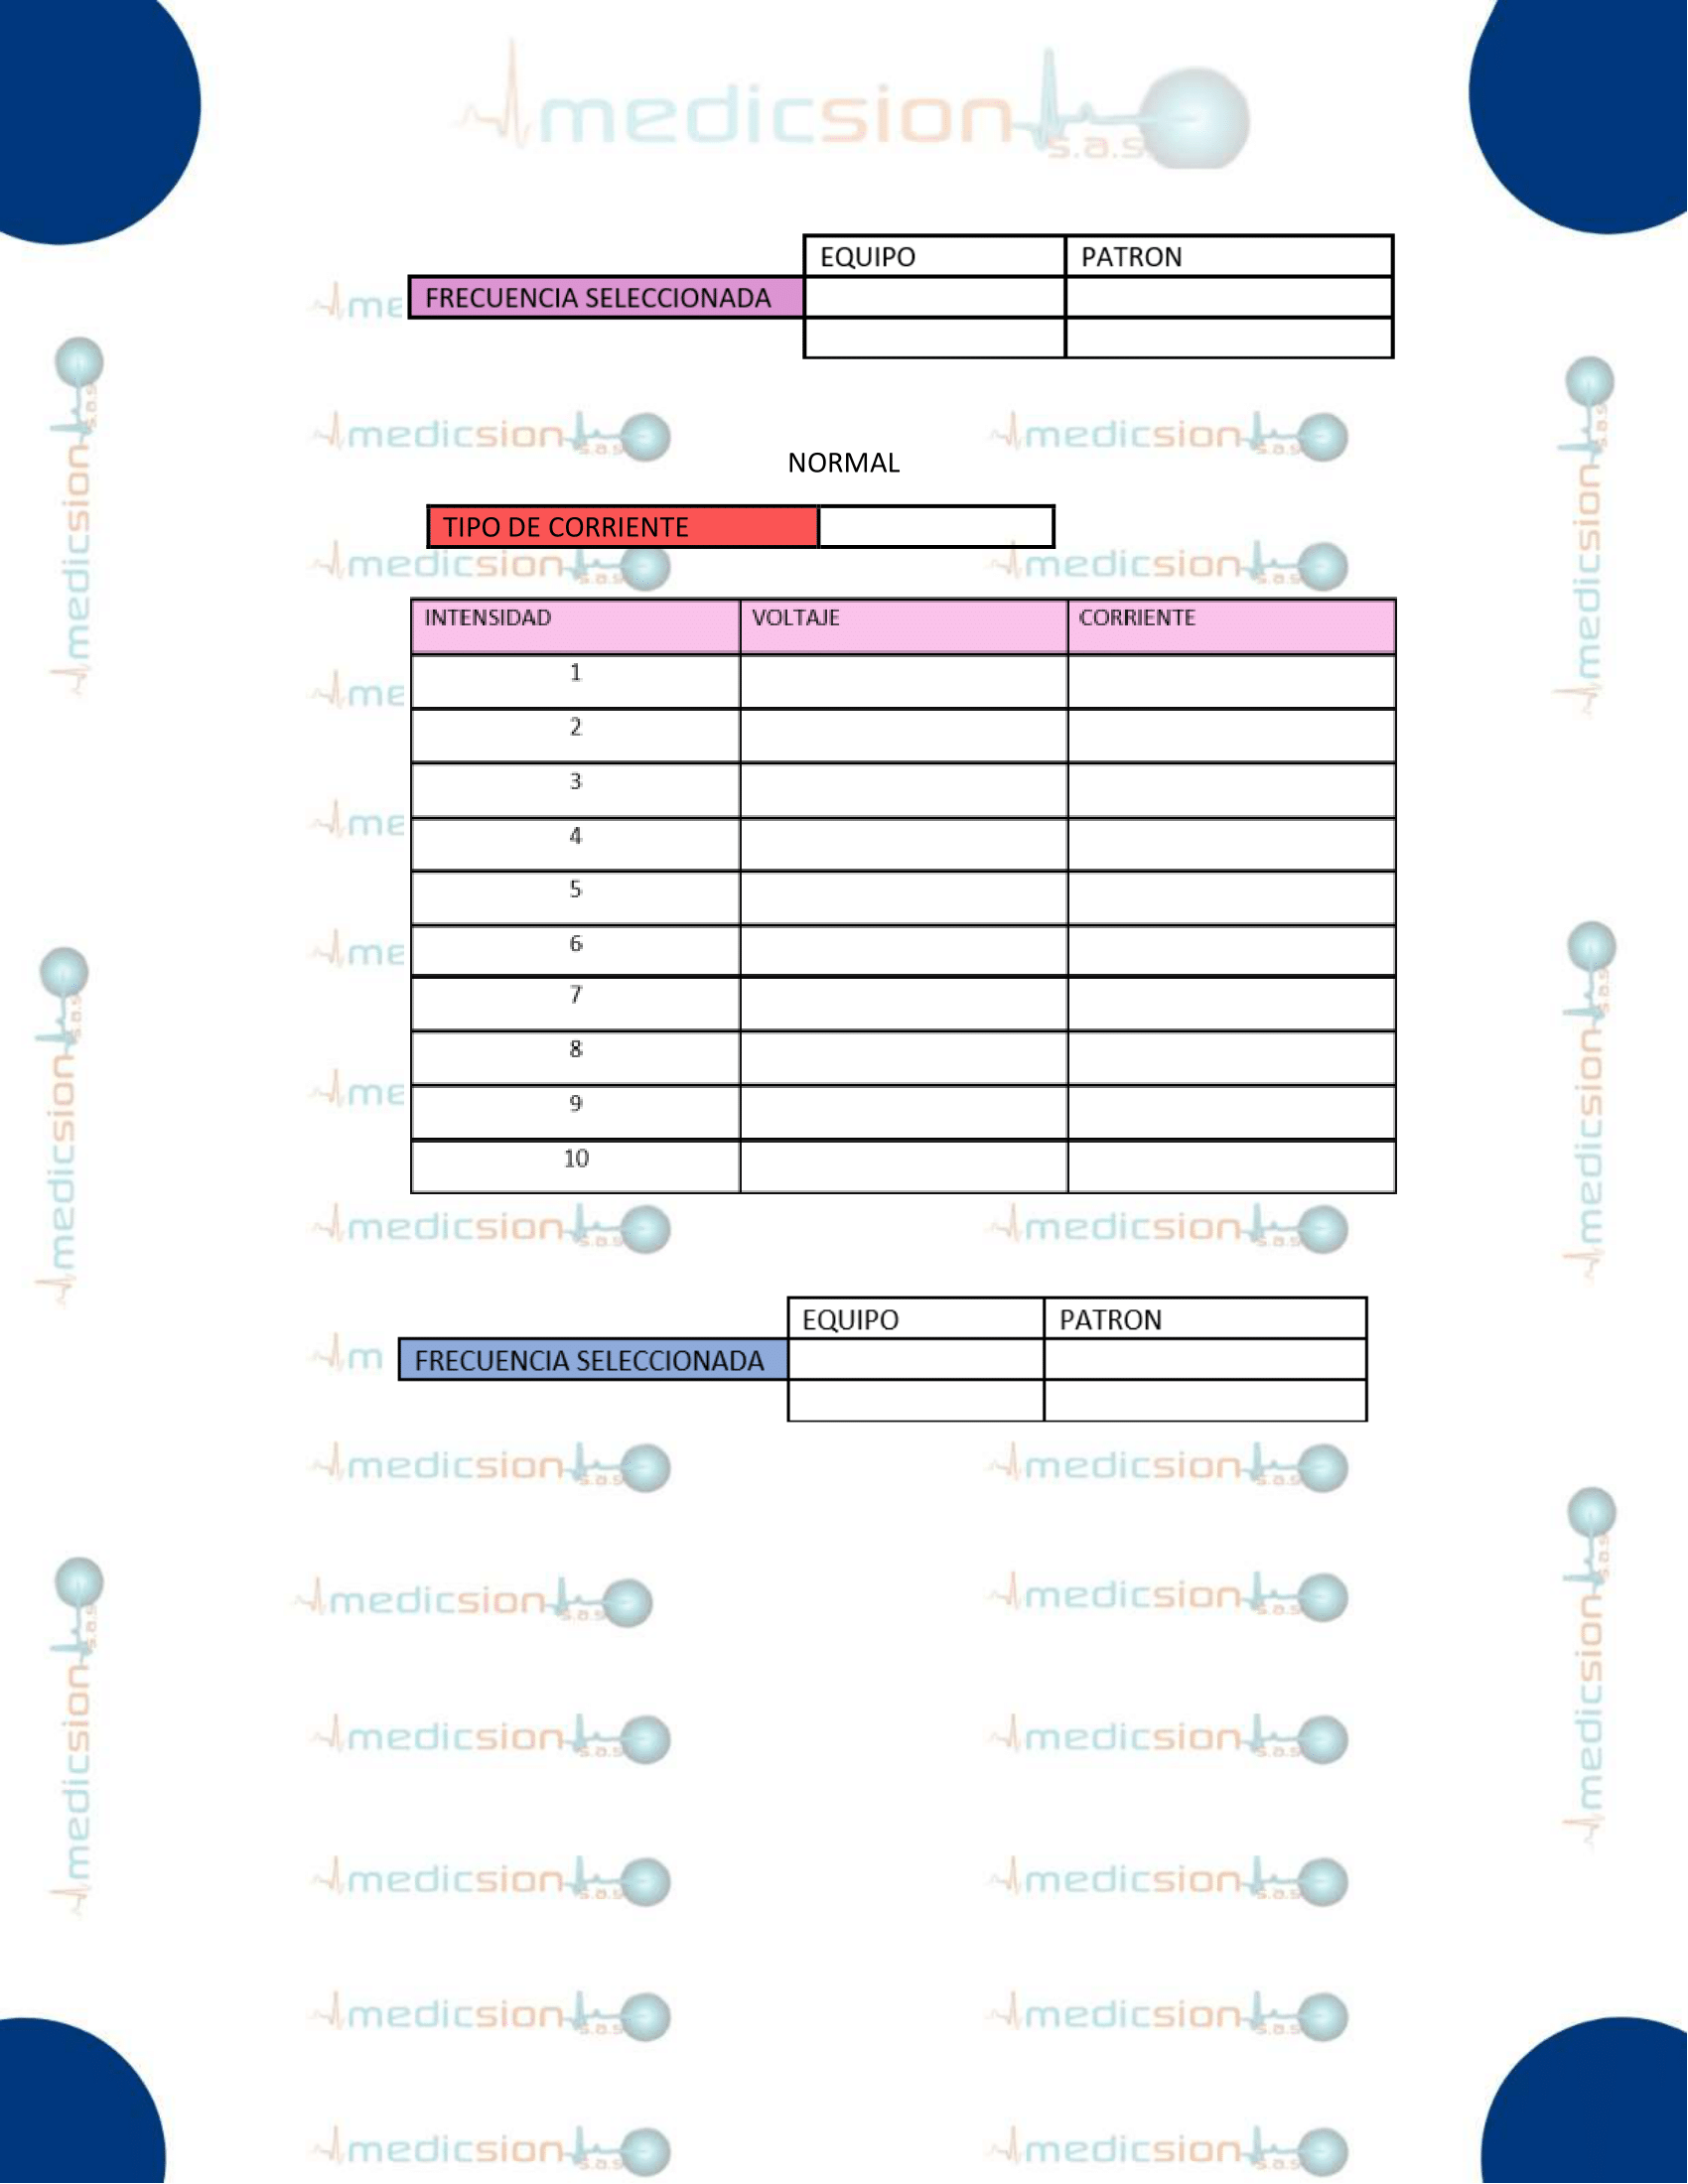 medicsion s.a.s
EQUIPO PATRON
FRECUENCIA SELECCIONADA
NORMAL
TIPO DE CORRIENTE
INTENSIDAD VOLTAJE CORRIENTE
1
2
3
4
5
6
7
8
9
10
EQUIPO PATRON
FRECUENCIA SELECCIONADA